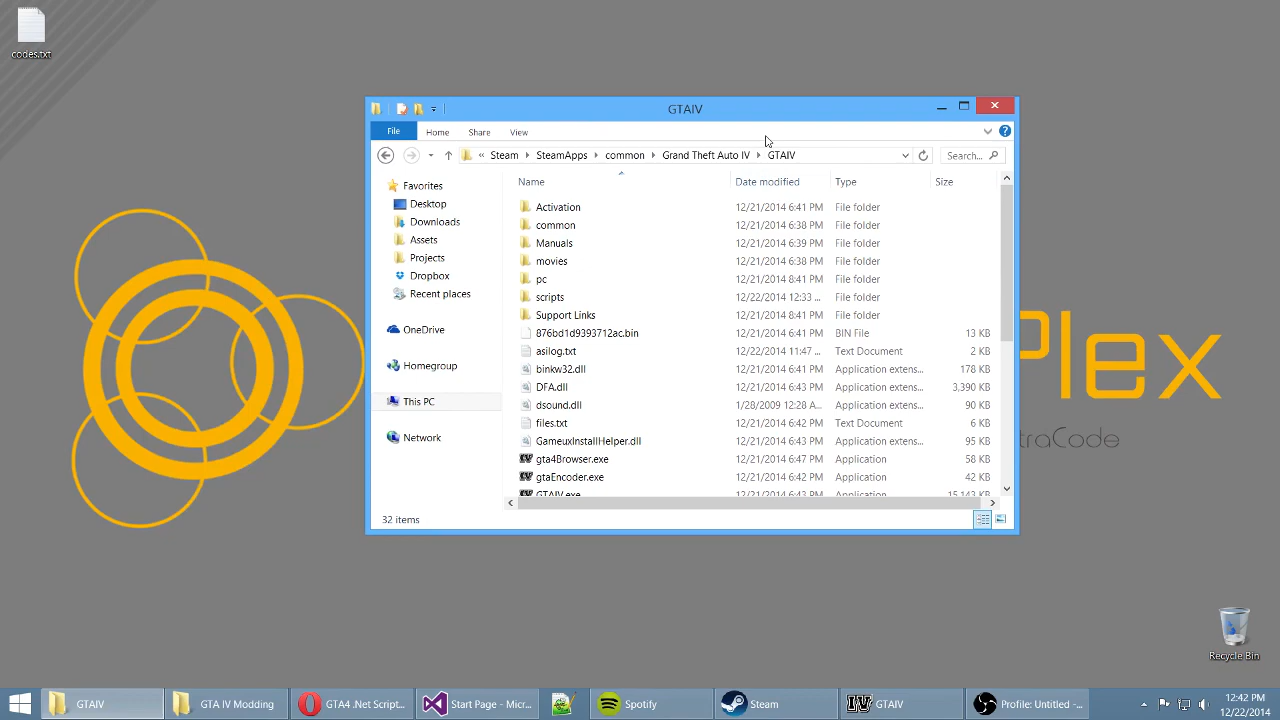 codes.txt
GTAIV
File Home Share View
« Steam SteamApps common Grand Theft Auto IV GTAIV Search...
Name Date modified Type Size
Favorites
Desktop
Downloads
Assets
Projects
Dropbox
Recent places
OneDrive
Homegroup
This PC
Network
Activation 12/21/2014 6:41 PM File folder
common 12/21/2014 6:38 PM File folder
Manuals 12/21/2014 6:39 PM File folder
movies 12/21/2014 6:38 PM File folder
pc 12/21/2014 8:41 PM File folder
scripts 12/22/2014 12:33 ... File folder
Support Links 12/21/2014 8:41 PM File folder
876bd1d9393712ac.bin 12/21/2014 6:41 PM BIN File 13 KB
asilog.txt 12/22/2014 11:47 ... Text Document 2 KB
binkw32.dll 12/21/2014 6:41 PM Application extens... 178 KB
DFA.dll 12/21/2014 6:43 PM Application extens... 3,390 KB
dsound.dll 1/28/2009 12:28 A... Application extens... 90 KB
files.txt 12/21/2014 6:42 PM Text Document 6 KB
GameuxInstallHelper.dll 12/21/2014 6:43 PM Application extens... 95 KB
gta4Browser.exe 12/21/2014 6:47 PM Application 58 KB
gtaEncoder.exe 12/21/2014 6:42 PM Application 42 KB
GTAIV.exe 12/21/2014 6:43 PM Application 15,143 KB
32 items
Plex
traCode
Recycle Bin
GTAIV GTA IV Modding GTA4 .Net Script... Start Page - Micr... Spotify Steam GTAIV Profile: Untitled -... 12:42 PM
12/22/2014